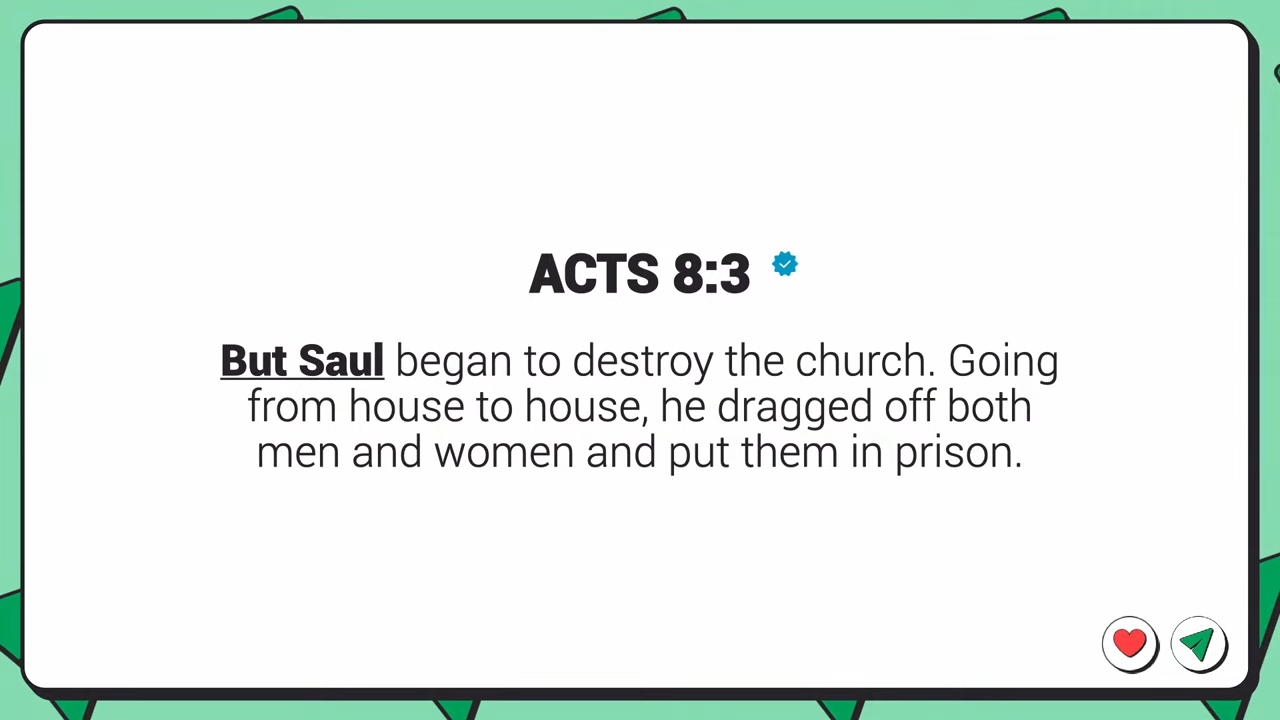 ACTS 8:3
But Saul began to destroy the church. Going
from house to house, he dragged off both
men and women and put them in prison.